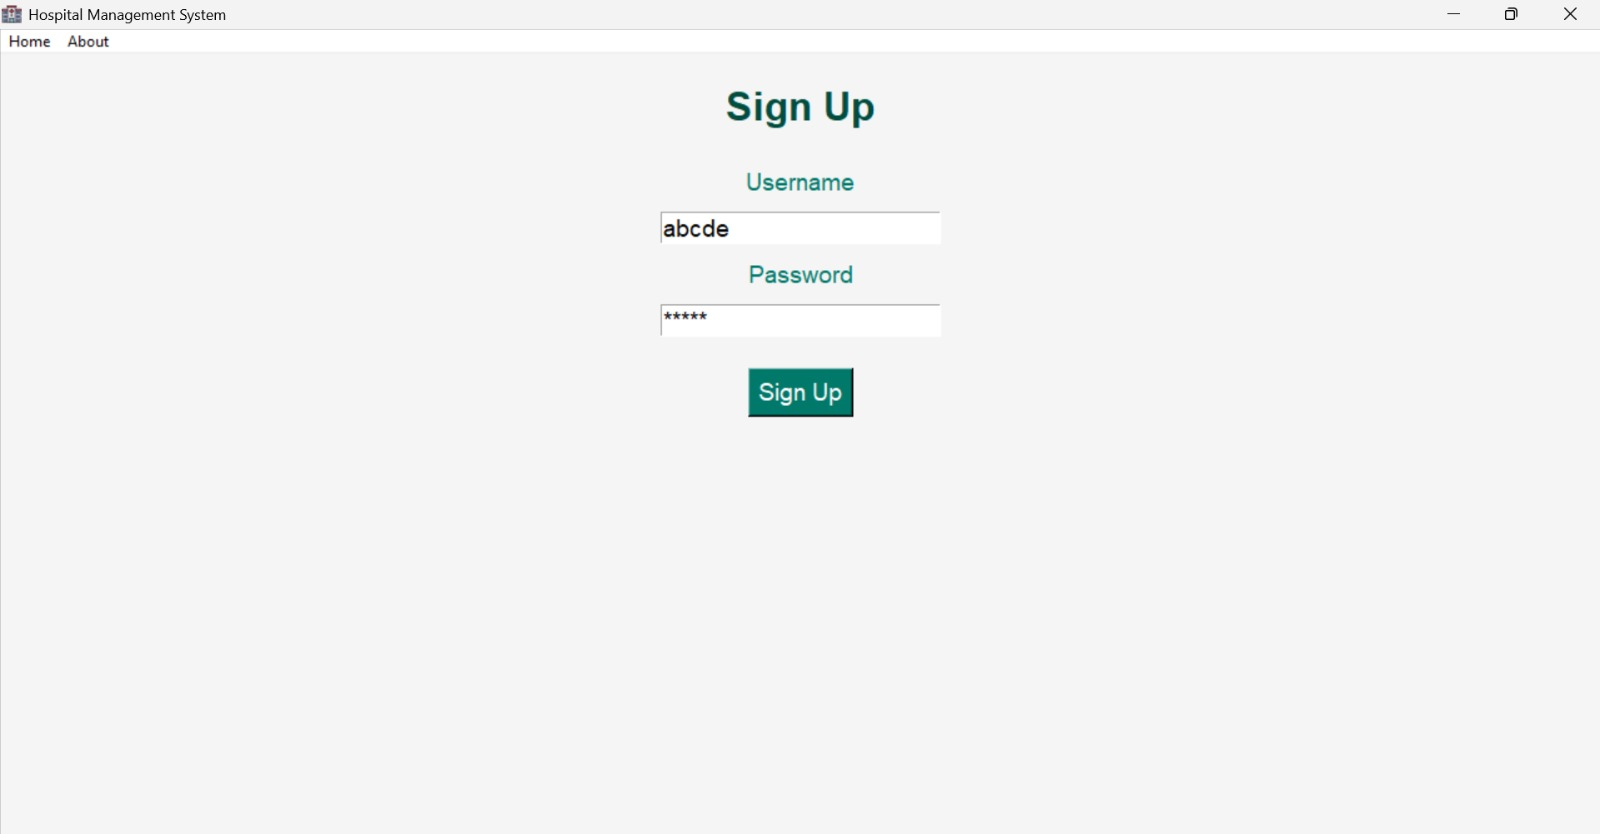 Hospital Management System
Home About
Sign Up
Username
abcde
Password
*****
Sign Up